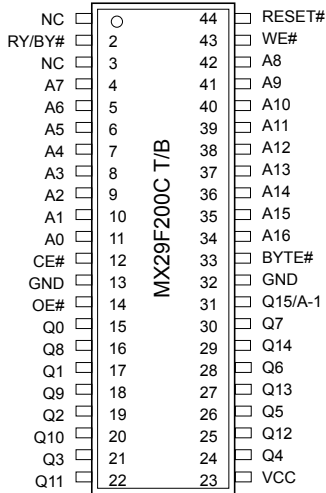 NC 44 RESET#
RY/BY# 2 43 WE#
NC 3 42 A8
A7 4 41 A9
A6 5 40 A10
A5 6 39 A11
A4 7 38 A12
A3 8 37 A13
A2 9 36 A14
A1 10 35 A15
A0 11 34 A16
CE# 12 33 BYTE#
GND 13 32 GND
OE# 14 31 Q15/A-1
Q0 15 30 Q7
Q8 16 29 Q14
Q1 17 28 Q6
Q9 18 27 Q13
Q2 19 26 Q5
Q10 20 25 Q12
Q3 21 24 Q4
Q11 22 23 VCC
MX29F200C T/B